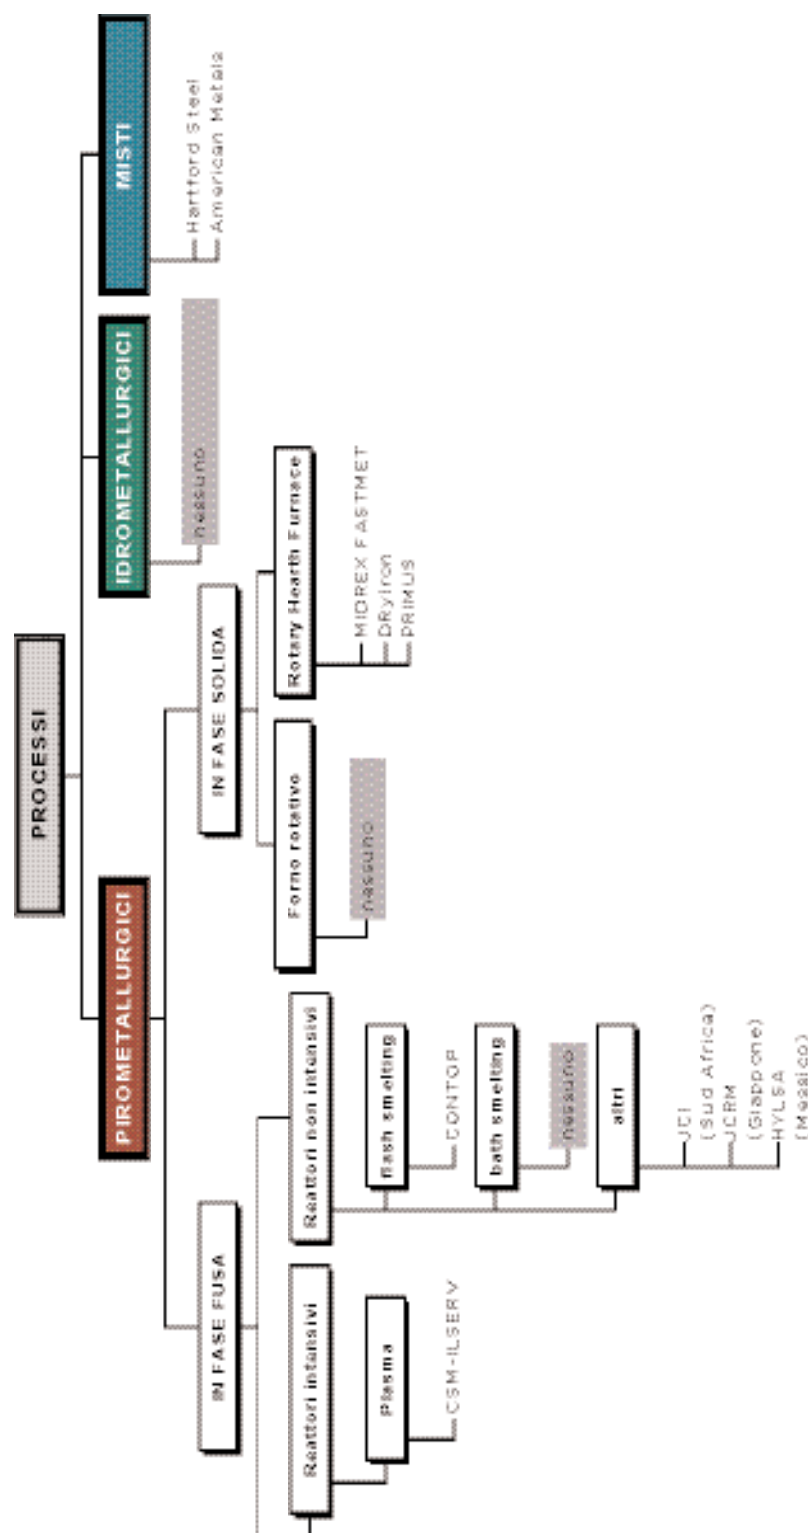 PROCESSI
PIROMETALLURGICI
IDROMETALLURGICI
MISTI
IN FASE FUSA
IN FASE SOLIDA
nessuno
Hartford Steel
American Metals
Reattori intensivi
Reattori non intensivi
Forno rotativo
Rotary Hearth Furnace
Plasma
CSM-ILSERV
flash smelting
CONTOP
bath smelting
nessuno
altri
JCI
(Sud Africa)
JCRM
(Giappone)
HYLSA
(Messico)
nessuno
MIDREX FASTMET
DRyIron
PRIMUS